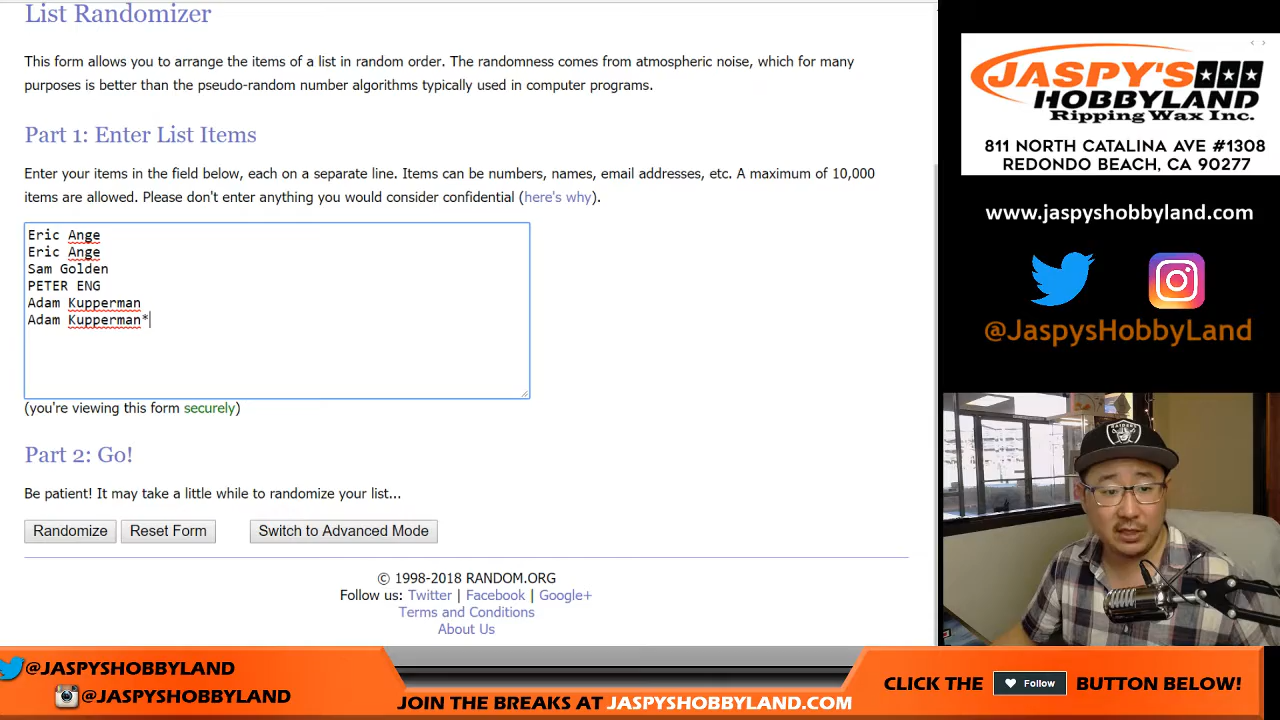 List Randomizer
This form allows you to arrange the items of a list in random order. The randomness comes from atmospheric noise, which for many
purposes is better than the pseudo-random number algorithms typically used in computer programs.
Part 1: Enter List Items
Enter your items in the field below, each on a separate line. Items can be numbers, names, email addresses, etc. A maximum of 10,000
items are allowed. Please don't enter anything you would consider confidential (here's why).
Eric Ange
Eric Ange
Sam Golden
PETER ENG
Adam Kupperman
Adam Kupperman*
(you're viewing this form securely)
Part 2: Go!
Be patient! It may take a little while to randomize your list...
Randomize
Reset Form
Switch to Advanced Mode
© 1998-2018 RANDOM.ORG
Follow us: Twitter | Facebook | Google+
Terms and Conditions
About Us
JASPY'S
HOBBYLAND
Ripping Wax Inc.
811 NORTH CATALINA AVE #1308
REDONDO BEACH, CA 90277
www.jaspyshobbyland.com
@JaspysHobbyLand
RAIDERS
@JASPYSHOBBYLAND
@JASPYSHOBBYLAND
JOIN THE BREAKS AT JASPYSHOBBYLAND.COM
CLICK THE Follow BUTTON BELOW!